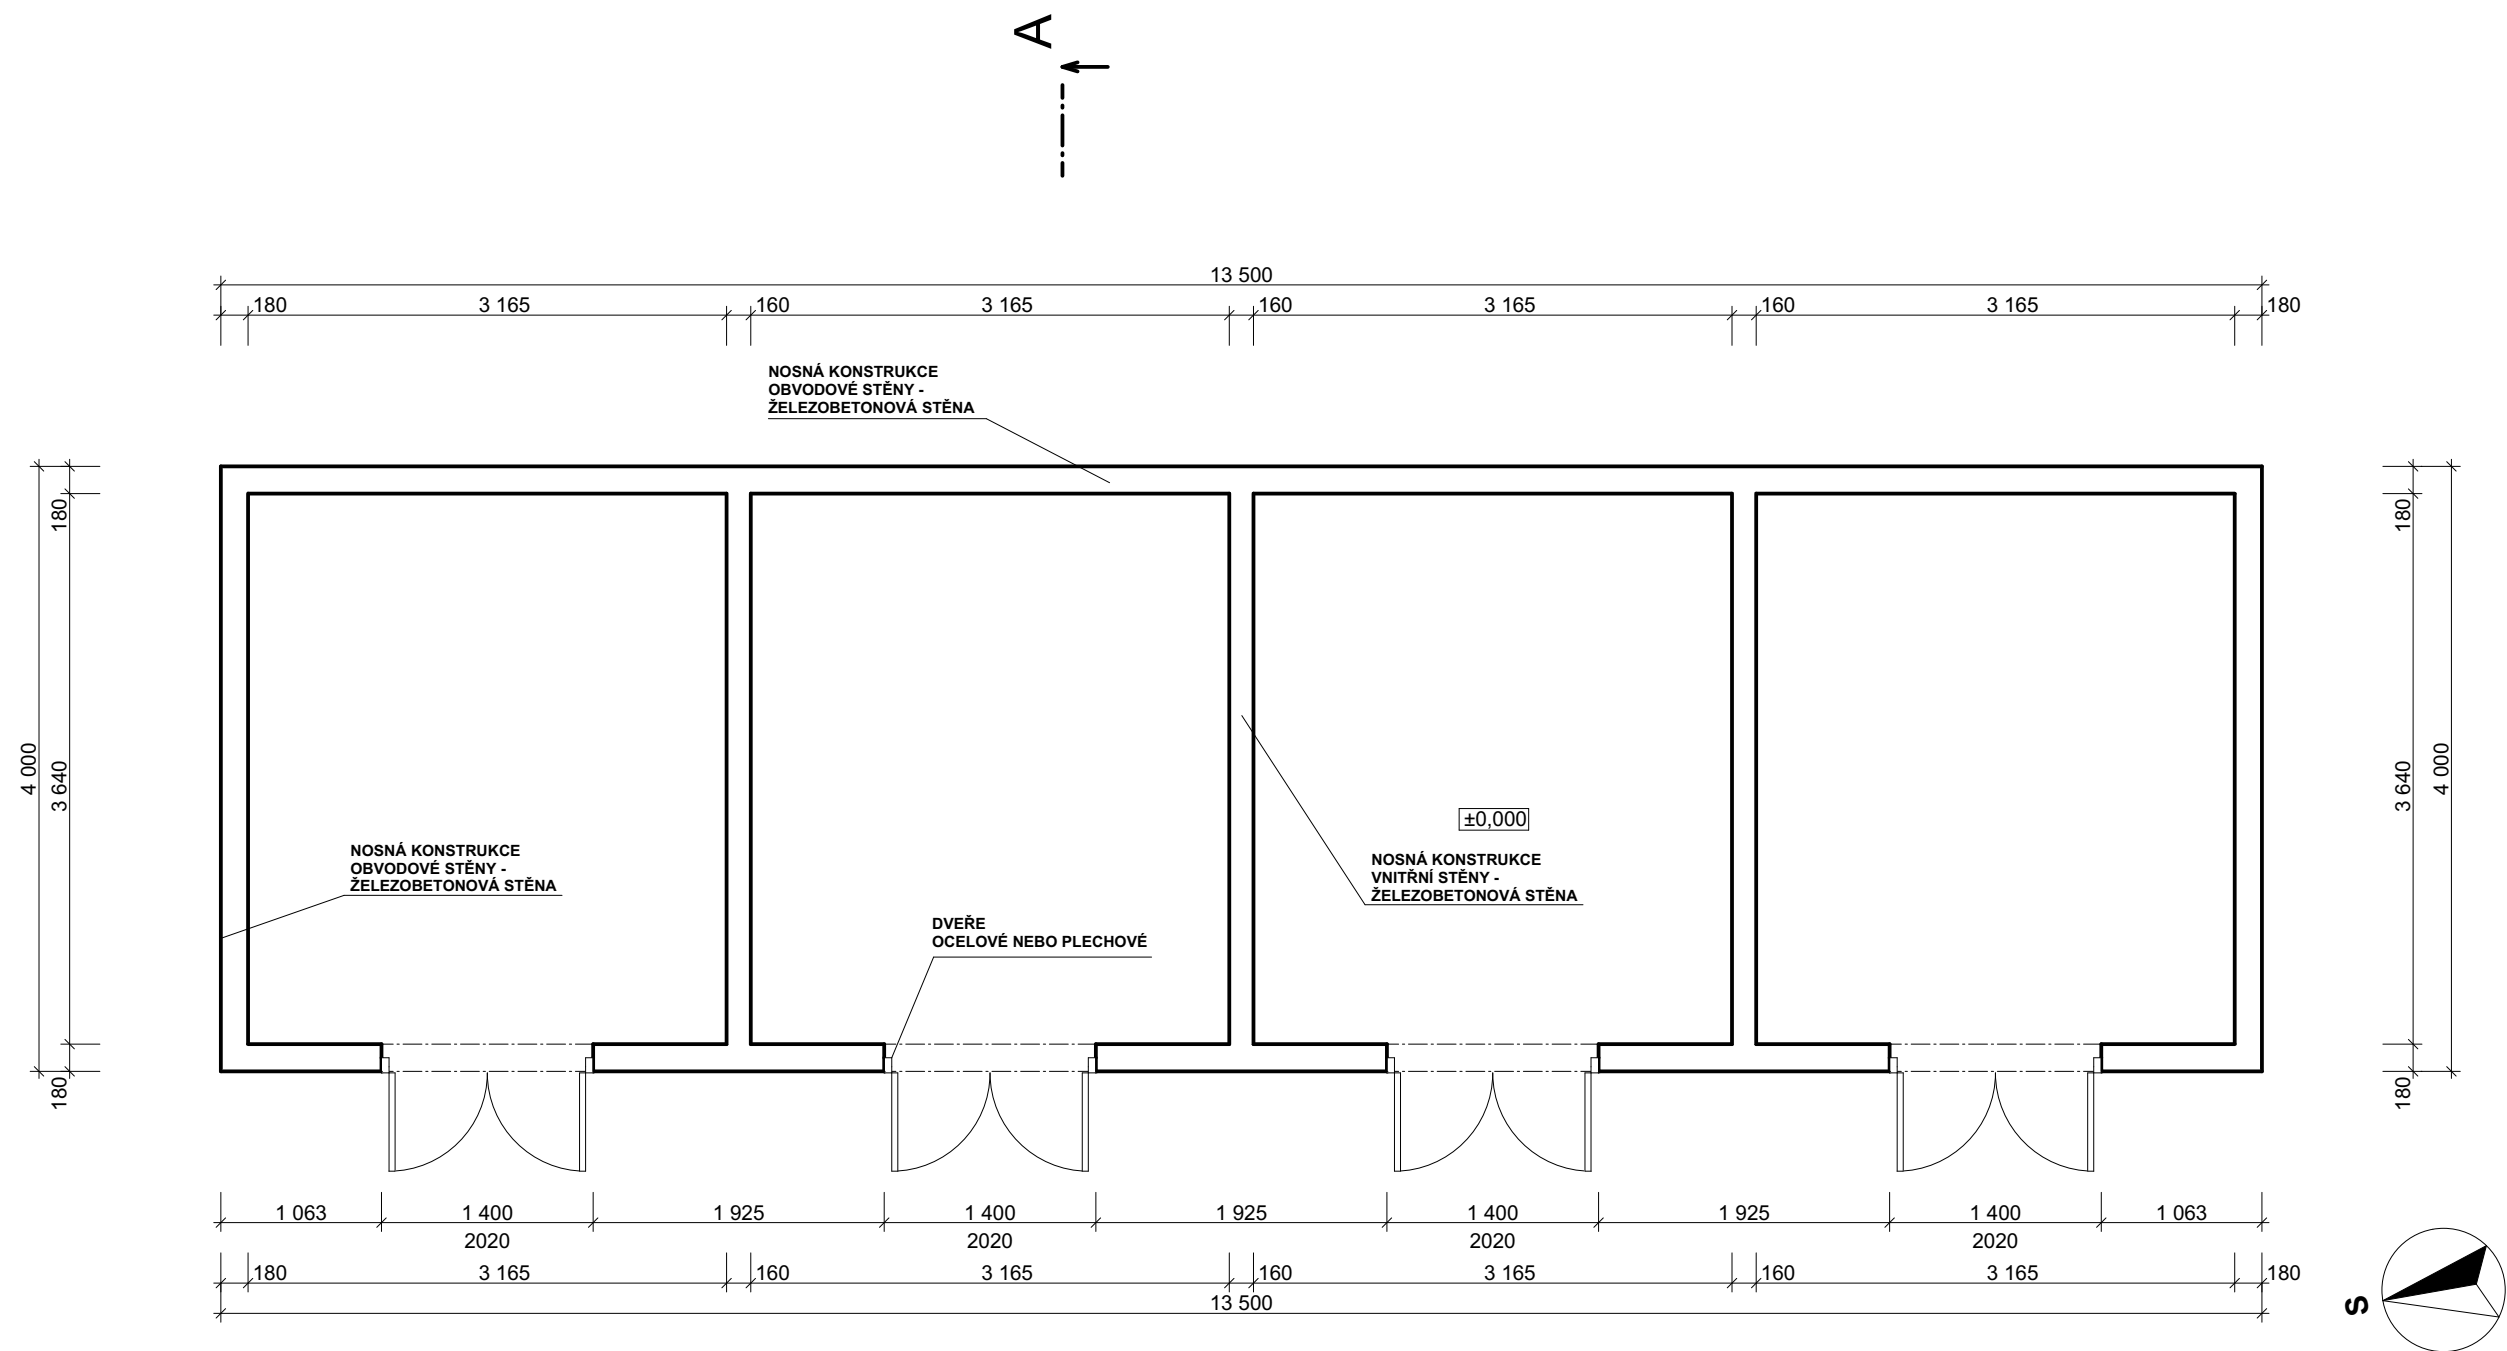 A
13 500
180 3 165 160 3 165 160 3 165 160 3 165 180
NOSNÁ KONSTRUKCE
OBVODOVÉ STĚNY -
ŽELEZOBETONOVÁ STĚNA
180
180
4 000
3 640
3 640
4 000
±0,000
NOSNÁ KONSTRUKCE
OBVODOVÉ STĚNY -
ŽELEZOBETONOVÁ STĚNA
NOSNÁ KONSTRUKCE
VNITŘNÍ STĚNY -
ŽELEZOBETONOVÁ STĚNA
DVEŘE
OCELOVÉ NEBO PLECHOVÉ
180
180
1 063 1 400 1 925 1 400 1 925 1 400 1 925 1 400 1 063
2020 2020 2020 2020
180 3 165 160 3 165 160 3 165 160 3 165 180
13 500
S